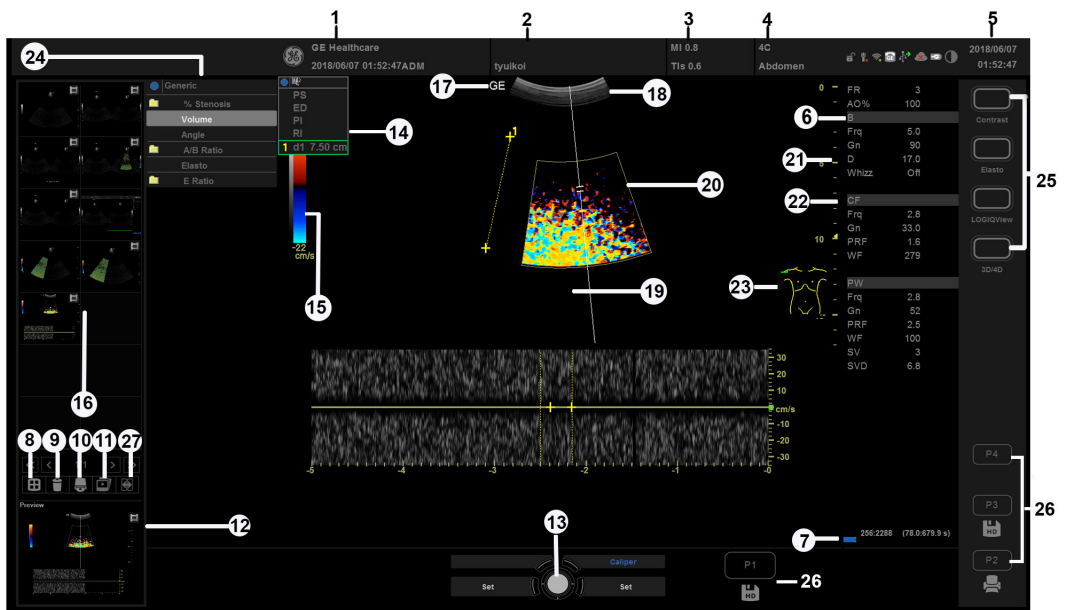 1 2 3 4 5
24
GE Healthcare
2018/06/07 01:52:47ADM
tyuikoi
MI 0.8
TIs 0.6
4C
Abdomen
2018/06/07
01:52:47
Generic
% Stenosis
Volume
Angle
A/B Ratio
Elasto
E Ratio
PS
ED
PI
RI
1 d1 7.50 cm
14
17 GE
18
1
20
-22
cm/s
15
19
0
5
10
15
6
21
22
23
FR 3
AO% 100
B
Frq 5.0
Gn 90
D 17.0
Whizz Off
CF
Frq 2.8
Gn 33.0
PRF 1.6
WF 279
PW
Frq 2.8
Gn 52
PRF 2.5
WF 100
SV 3
SVD 6.8
Contrast
Elasto
LOGIQView
3D/4D
25
16
30
20
10
cm/s
-10
-20
-30
-5 -4 -3 -2 -1 -0
8 9 10 11 27
Preview
12
13
Caliper
Set Set
7
256:2288 (78.0:679.9 s)
P1
HD
26
P4
P3
HD
P2
26